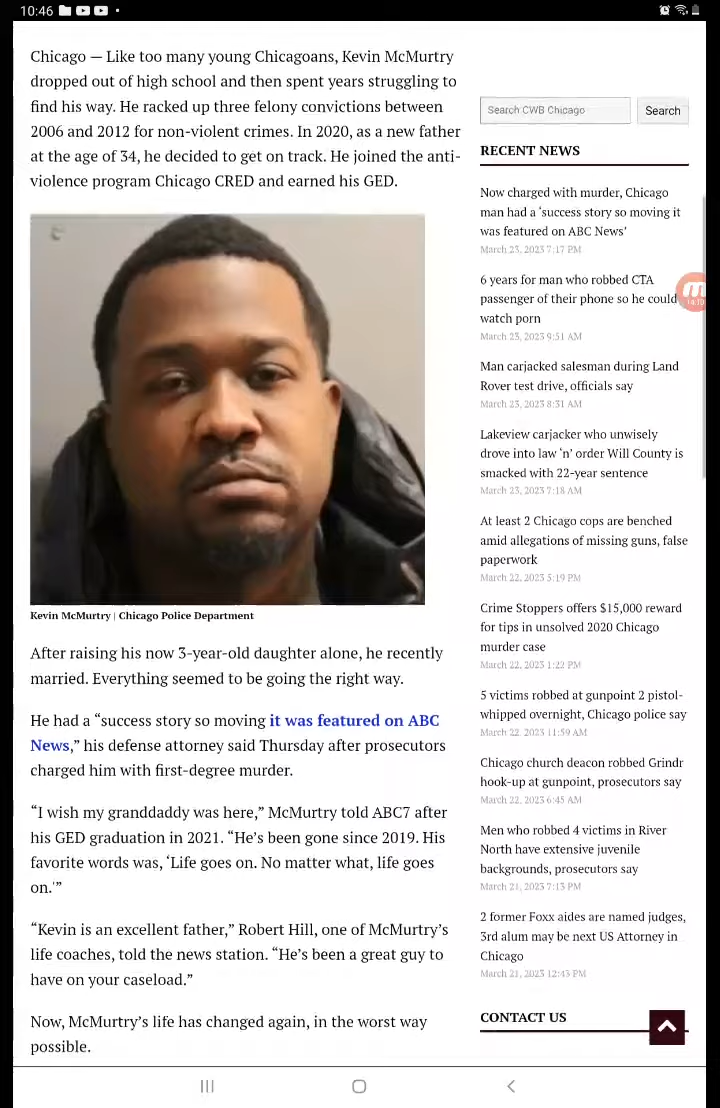 10:46
Chicago — Like too many young Chicagoans, Kevin McMurtry
dropped out of high school and then spent years struggling to
find his way. He racked up three felony convictions between
2006 and 2012 for non-violent crimes. In 2020, as a new father
at the age of 34, he decided to get on track. He joined the anti-
violence program Chicago CRED and earned his GED.
Kevin McMurtry | Chicago Police Department
After raising his now 3-year-old daughter alone, he recently
married. Everything seemed to be going the right way.
He had a “success story so moving it was featured on ABC
News,” his defense attorney said Thursday after prosecutors
charged him with first-degree murder.
“I wish my granddaddy was here,” McMurtry told ABC7 after
his GED graduation in 2021. “He’s been gone since 2019. His
favorite words was, ‘Life goes on. No matter what, life goes
on.'”
“Kevin is an excellent father,” Robert Hill, one of McMurtry’s
life coaches, told the news station. “He’s been a great guy to
have on your caseload.”
Now, McMurtry’s life has changed again, in the worst way
possible.
Search CWB Chicago
Search
RECENT NEWS
Now charged with murder, Chicago
man had a ‘success story so moving it
was featured on ABC News’
March 23, 2023 7:17 PM
6 years for man who robbed CTA
passenger of their phone so he could
watch porn
March 23, 2023 9:51 AM
Man carjacked salesman during Land
Rover test drive, officials say
March 23, 2023 8:31 AM
Lakeview carjacker who unwisely
drove into law ‘n’ order Will County is
smacked with 22-year sentence
March 23, 2023 7:18 AM
At least 2 Chicago cops are benched
amid allegations of missing guns, false
paperwork
March 22, 2023 5:19 PM
Crime Stoppers offers $15,000 reward
for tips in unsolved 2020 Chicago
murder case
March 22, 2023 1:22 PM
5 victims robbed at gunpoint 2 pistol-
whipped overnight, Chicago police say
March 22, 2023 11:59 AM
Chicago church deacon robbed Grindr
hook-up at gunpoint, prosecutors say
March 22, 2023 6:45 AM
Men who robbed 4 victims in River
North have extensive juvenile
backgrounds, prosecutors say
March 21, 2023 7:13 PM
2 former Foxx aides are named judges,
3rd alum may be next US Attorney in
Chicago
March 21, 2023 12:43 PM
CONTACT US